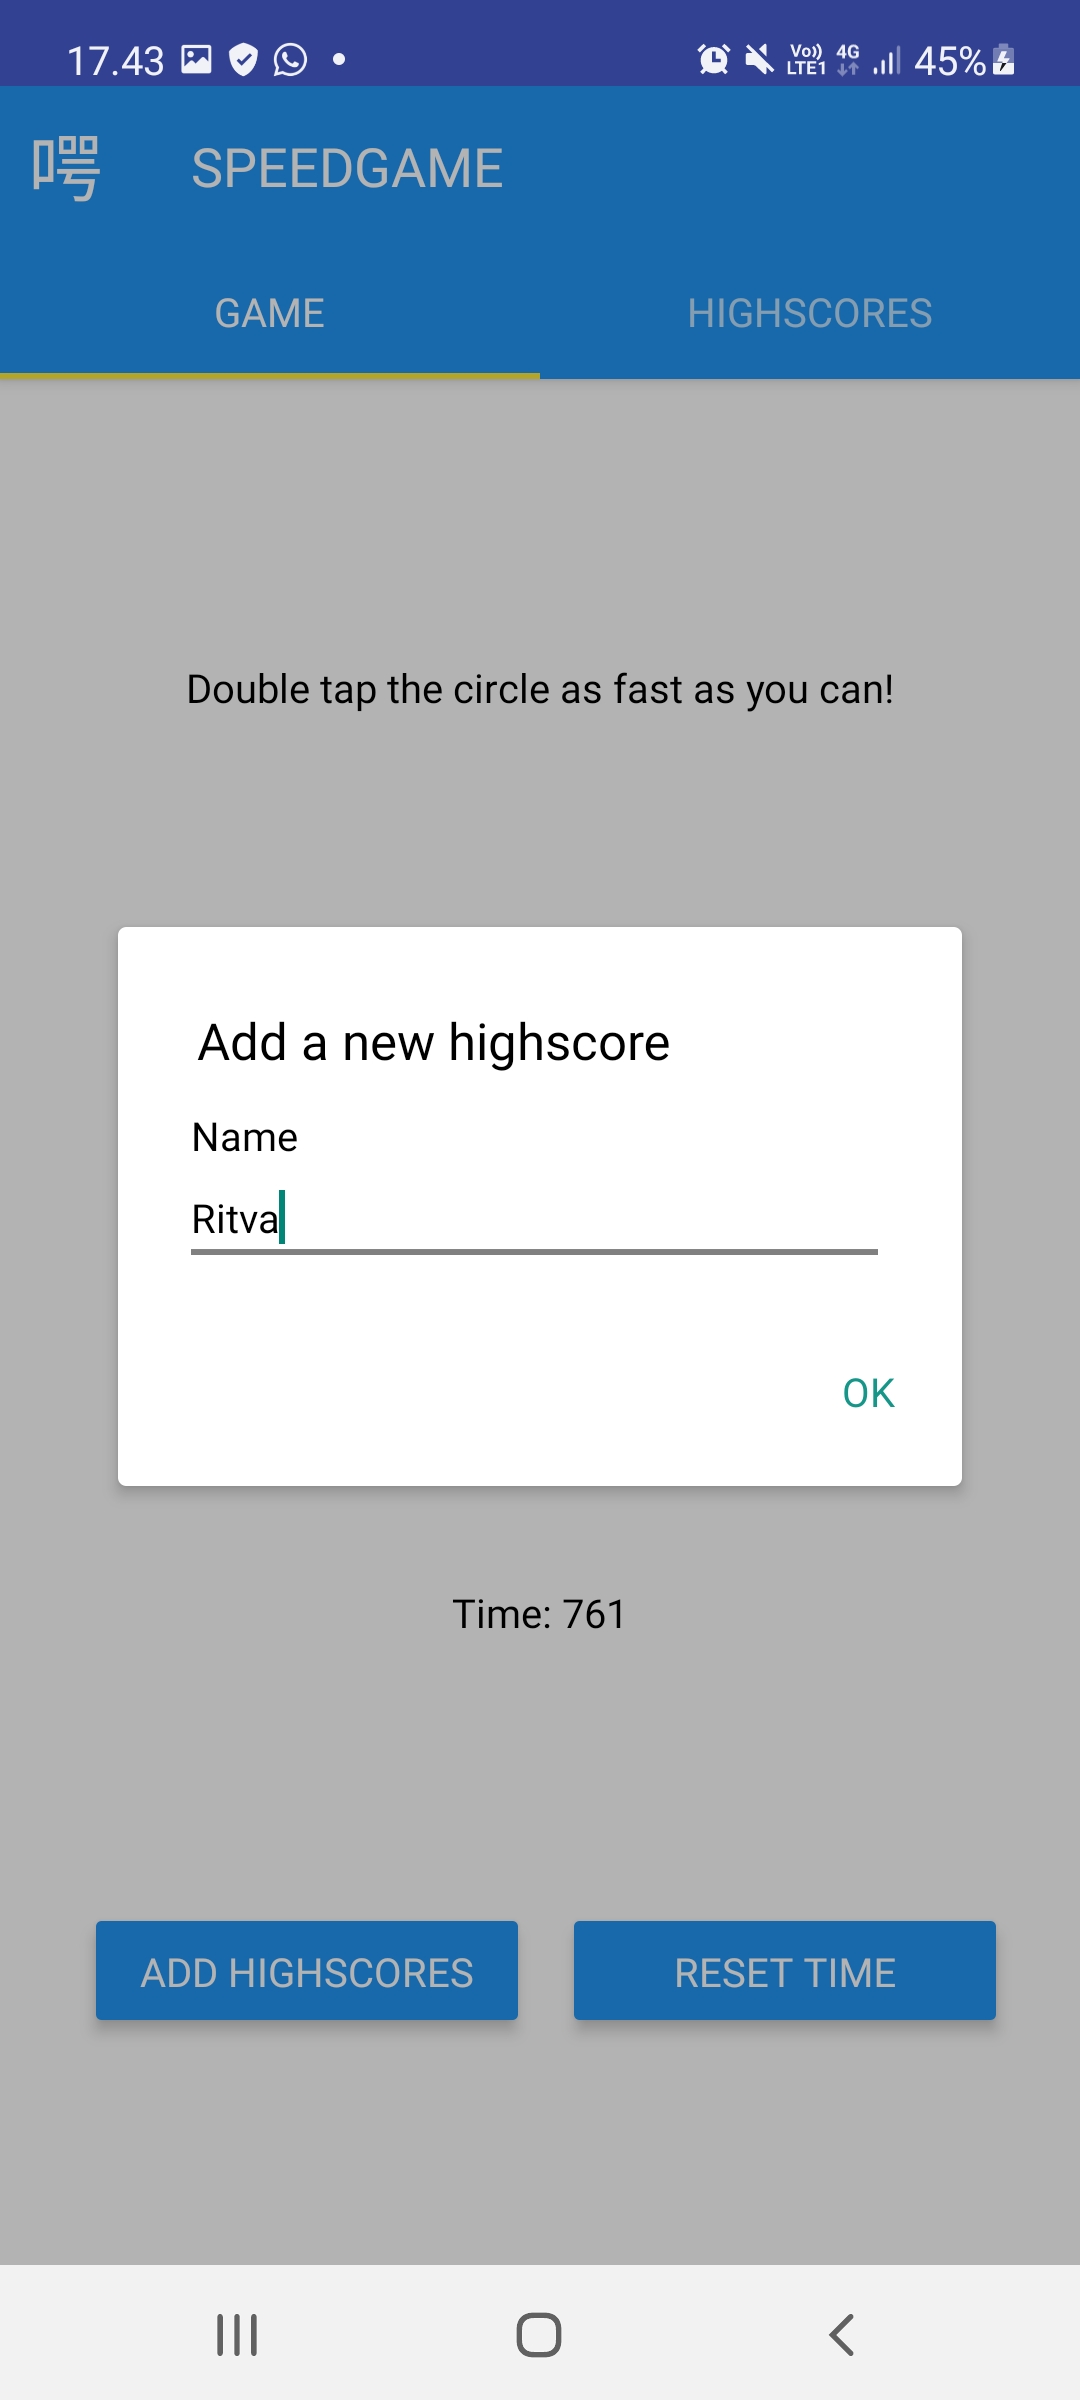 17.43 Vo)) LTE1 4G 45%
SPEEDGAME
GAME HIGHSCORES
Double tap the circle as fast as you can!
Add a new highscore
Name
Ritva
OK
Time: 761
ADD HIGHSCORES RESET TIME